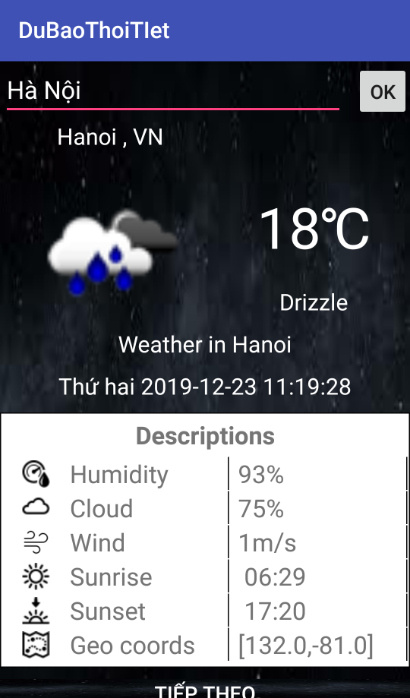 DuBaoThoiTIet
Hà Nội
OK
Hanoi , VN
18°C
Drizzle
Weather in Hanoi
Thứ hai 2019-12-23 11:19:28
Descriptions
Humidity 93%
Cloud 75%
Wind 1m/s
Sunrise 06:29
Sunset 17:20
Geo coords [132.0,-81.0]
TIẾP THEO